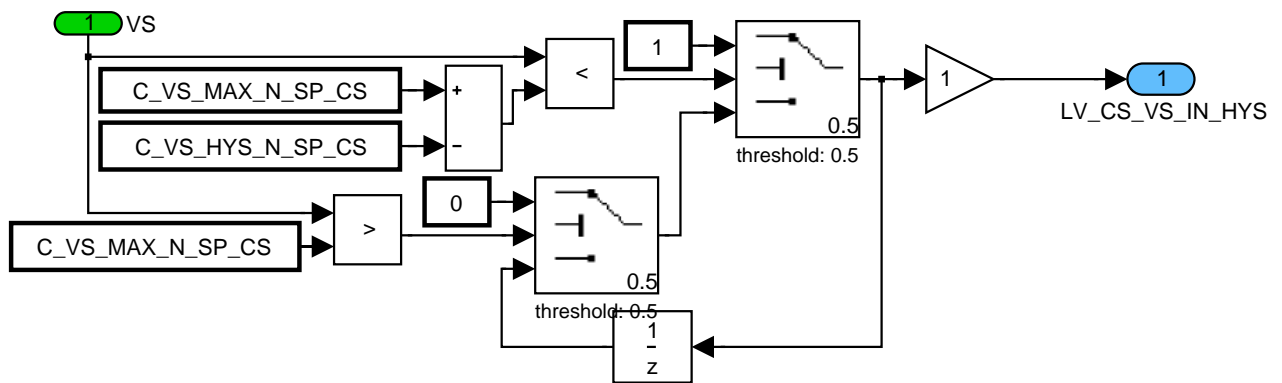 1 VS
C_VS_MAX_N_SP_CS
+
C_VS_HYS_N_SP_CS
−
<
1
0.5
threshold: 0.5
1
1
LV_CS_VS_IN_HYS
C_VS_MAX_N_SP_CS
>
0
0.5
threshold: 0.5
1
z